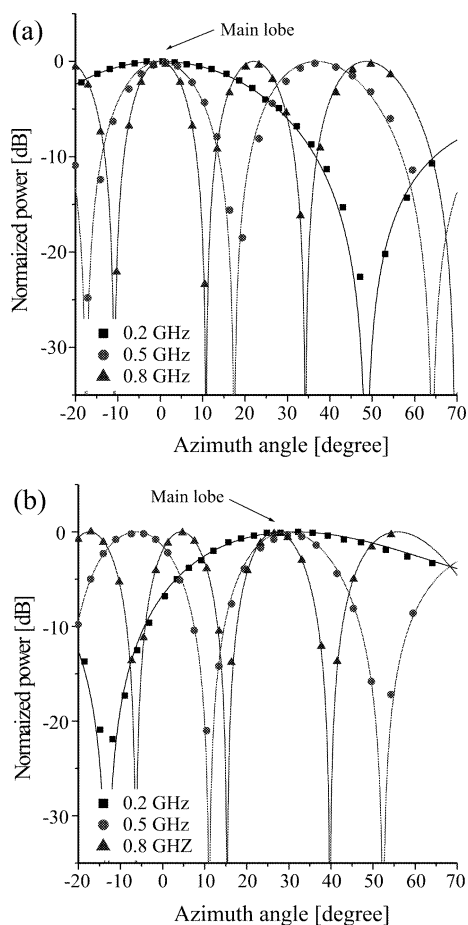 (a)
Main lobe
Normaized power [dB]
0
-10
-20
-30
0.2 GHz
0.5 GHz
0.8 GHz
-20 -10 0 10 20 30 40 50 60 70
Azimuth angle [degree]
(b)
Main lobe
Normaized power [dB]
0
-10
-20
-30
0.2 GHz
0.5 GHz
0.8 GHZ
-20 -10 0 10 20 30 40 50 60 70
Azimuth angle [degree]